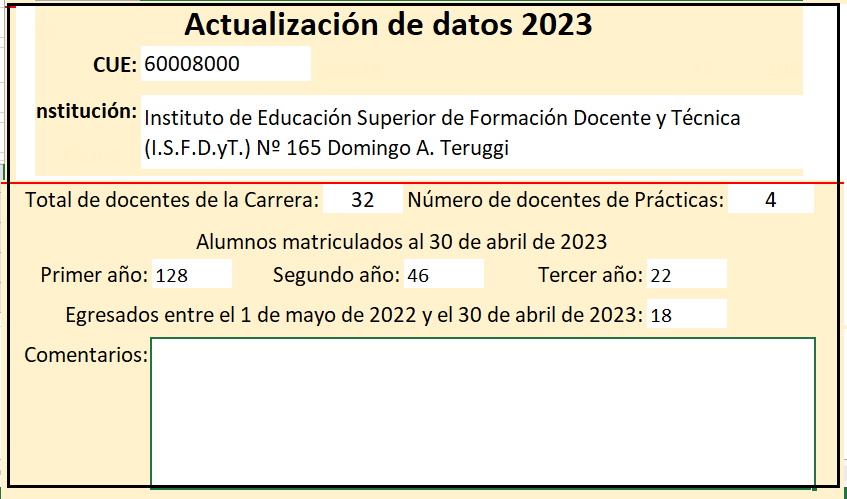 Actualización de datos 2023
CUE: 60008000
nstitución: Instituto de Educación Superior de Formación Docente y Técnica
(I.S.F.D.yT.) Nº 165 Domingo A. Teruggi
Total de docentes de la Carrera: 32 Número de docentes de Prácticas: 4
Alumnos matriculados al 30 de abril de 2023
Primer año: 128 Segundo año: 46 Tercer año: 22
Egresados entre el 1 de mayo de 2022 y el 30 de abril de 2023: 18
Comentarios: